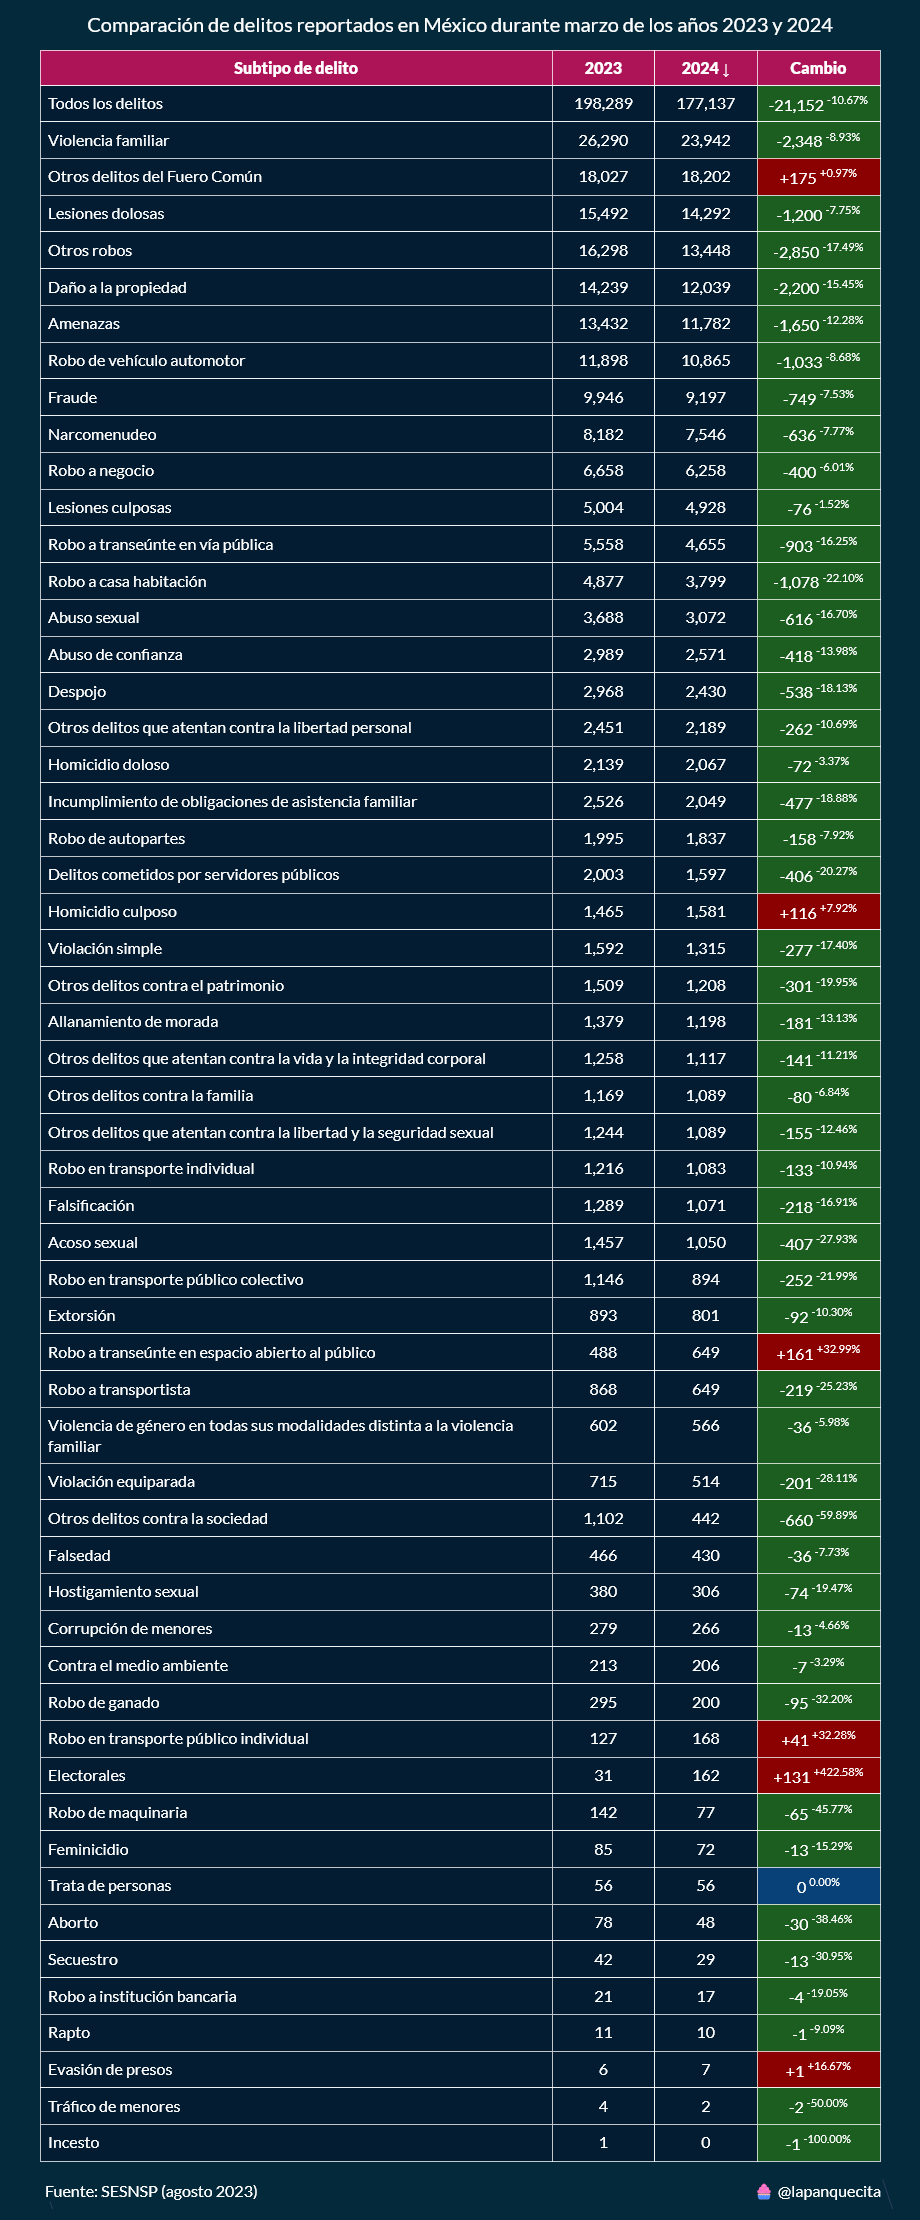 Comparación de delitos reportados en México durante marzo de los años 2023 y 2024
Subtipo de delito 2023 2024 ↓ Cambio
Todos los delitos 198,289 177,137 -21,152 -10.67%
Violencia familiar 26,290 23,942 -2,348 -8.93%
Otros delitos del Fuero Común 18,027 18,202 +175 +0.97%
Lesiones dolosas 15,492 14,292 -1,200 -7.75%
Otros robos 16,298 13,448 -2,850 -17.49%
Daño a la propiedad 14,239 12,039 -2,200 -15.45%
Amenazas 13,432 11,782 -1,650 -12.28%
Robo de vehículo automotor 11,898 10,865 -1,033 -8.68%
Fraude 9,946 9,197 -749 -7.53%
Narcomenudeo 8,182 7,546 -636 -7.77%
Robo a negocio 6,658 6,258 -400 -6.01%
Lesiones culposas 5,004 4,928 -76 -1.52%
Robo a transeúnte en vía pública 5,558 4,655 -903 -16.25%
Robo a casa habitación 4,877 3,799 -1,078 -22.10%
Abuso sexual 3,688 3,072 -616 -16.70%
Abuso de confianza 2,989 2,571 -418 -13.98%
Despojo 2,968 2,430 -538 -18.13%
Otros delitos que atentan contra la libertad personal 2,451 2,189 -262 -10.69%
Homicidio doloso 2,139 2,067 -72 -3.37%
Incumplimiento de obligaciones de asistencia familiar 2,526 2,049 -477 -18.88%
Robo de autopartes 1,995 1,837 -158 -7.92%
Delitos cometidos por servidores públicos 2,003 1,597 -406 -20.27%
Homicidio culposo 1,465 1,581 +116 +7.92%
Violación simple 1,592 1,315 -277 -17.40%
Otros delitos contra el patrimonio 1,509 1,208 -301 -19.95%
Allanamiento de morada 1,379 1,198 -181 -13.13%
Otros delitos que atentan contra la vida y la integridad corporal 1,258 1,117 -141 -11.21%
Otros delitos contra la familia 1,169 1,089 -80 -6.84%
Otros delitos que atentan contra la libertad y la seguridad sexual 1,244 1,089 -155 -12.46%
Robo en transporte individual 1,216 1,083 -133 -10.94%
Falsificación 1,289 1,071 -218 -16.91%
Acoso sexual 1,457 1,050 -407 -27.93%
Robo en transporte público colectivo 1,146 894 -252 -21.99%
Extorsión 893 801 -92 -10.30%
Robo a transeúnte en espacio abierto al público 488 649 +161 +32.99%
Robo a transportista 868 649 -219 -25.23%
Violencia de género en todas sus modalidades distinta a la violencia 602 566 -36 -5.98%
familiar
Violación equiparada 715 514 -201 -28.11%
Otros delitos contra la sociedad 1,102 442 -660 -59.89%
Falsedad 466 430 -36 -7.73%
Hostigamiento sexual 380 306 -74 -19.47%
Corrupción de menores 279 266 -13 -4.66%
Contra el medio ambiente 213 206 -7 -3.29%
Robo de ganado 295 200 -95 -32.20%
Robo en transporte público individual 127 168 +41 +32.28%
Electorales 31 162 +131 +422.58%
Robo de maquinaria 142 77 -65 -45.77%
Feminicidio 85 72 -13 -15.29%
Trata de personas 56 56 0 0.00%
Aborto 78 48 -30 -38.46%
Secuestro 42 29 -13 -30.95%
Robo a institución bancaria 21 17 -4 -19.05%
Rapto 11 10 -1 -9.09%
Evasión de presos 6 7 +1 +16.67%
Tráfico de menores 4 2 -2 -50.00%
Incesto 1 0 -1 -100.00%
Fuente: SESNSP (agosto 2023) @lapanquecita